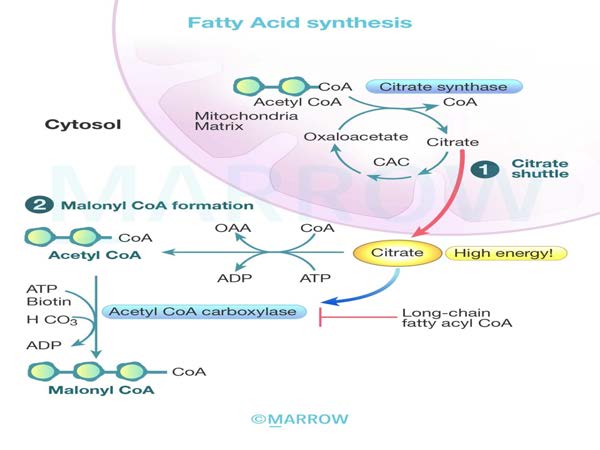 Fatty Acid synthesis
CoA
Citrate synthase
Acetyl CoA
CoA
Mitochondria
Matrix
Cytosol
Oxaloacetate
Citrate
CAC
1 Citrate
shuttle
MARROW
2 Malonyl CoA formation
CoA
Acetyl CoA
OAA
CoA
Citrate
High energy!
ADP
ATP
ATP
Biotin
H CO3
ADP
Acetyl CoA carboxylase
Long-chain
fatty acyl CoA
CoA
Malonyl CoA
©MARROW